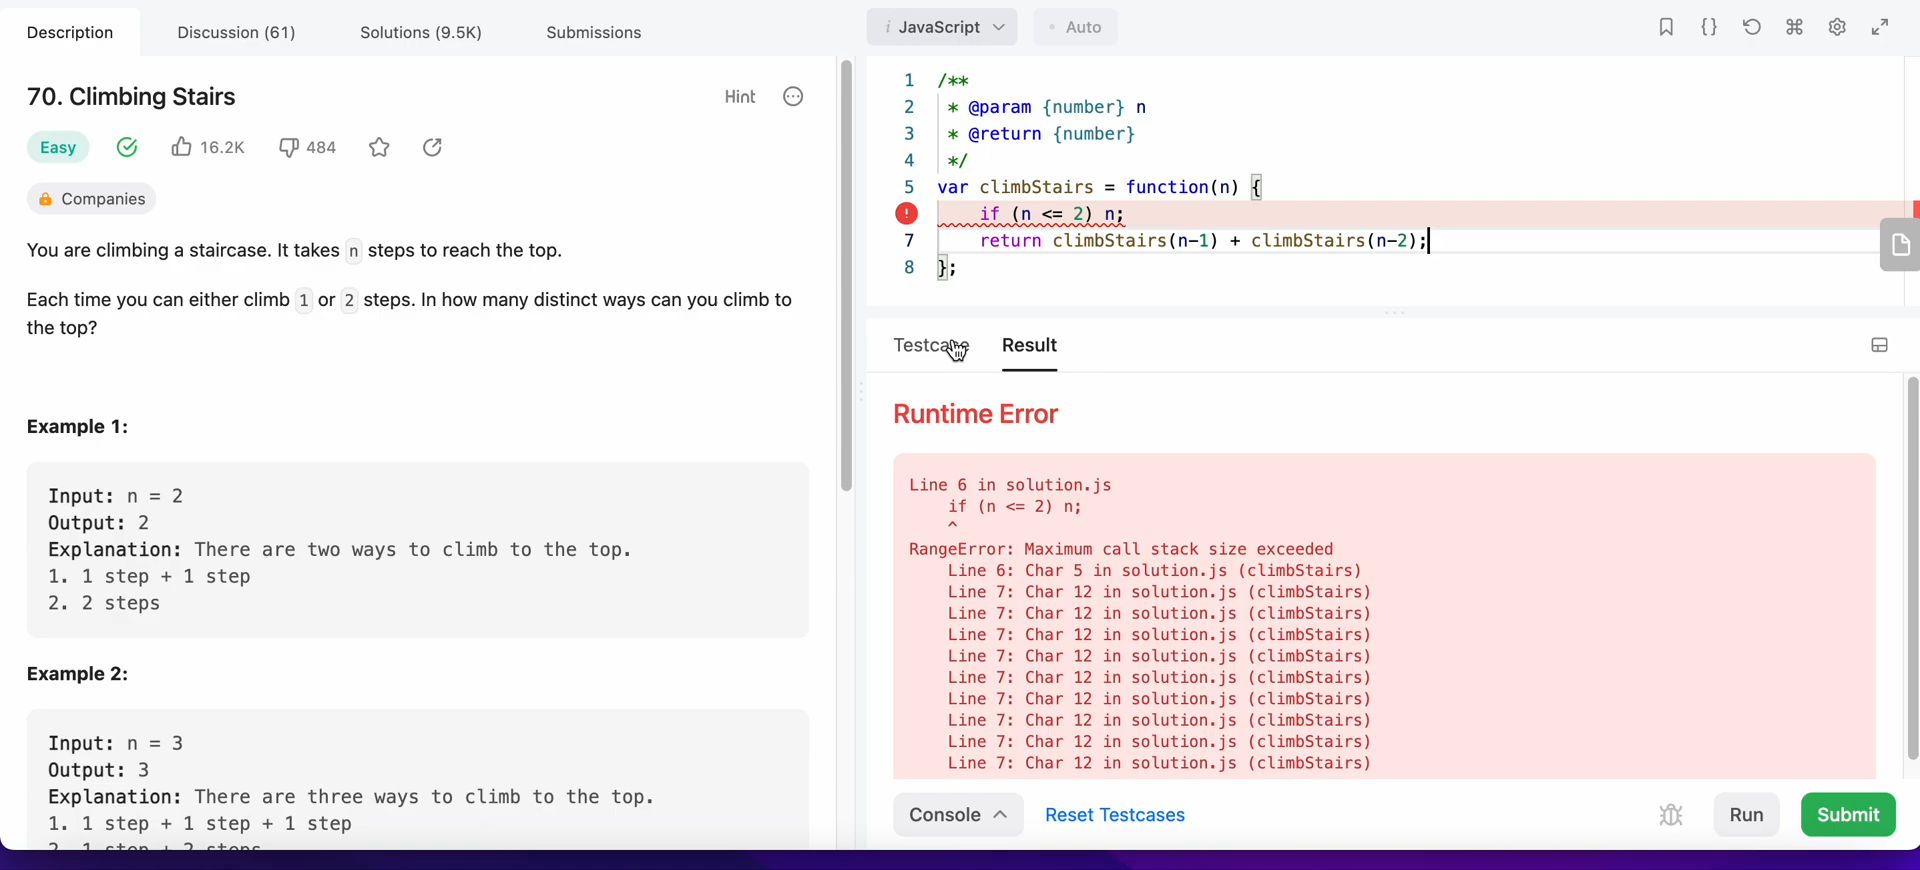 Description
Discussion (61)
Solutions (9.5K)
Submissions
70. Climbing Stairs
Hint
Easy
16.2K
484
Companies
You are climbing a staircase. It takes n steps to reach the top.
Each time you can either climb 1 or 2 steps. In how many distinct ways can you climb to
the top?
Example 1:
Input: n = 2
Output: 2
Explanation: There are two ways to climb to the top.
1. 1 step + 1 step
2. 2 steps
Example 2:
Input: n = 3
Output: 3
Explanation: There are three ways to climb to the top.
1. 1 step + 1 step + 1 step
2. 1 step + 2 steps
i JavaScript
Auto
1 /**
2 * @param {number} n
3 * @return {number}
4 */
5 var climbStairs = function(n) {
if (n <= 2) n;
7 return climbStairs(n-1) + climbStairs(n-2);
8 };
Testcase
Result
Runtime Error
Line 6 in solution.js
if (n <= 2) n;
^
RangeError: Maximum call stack size exceeded
Line 6: Char 5 in solution.js (climbStairs)
Line 7: Char 12 in solution.js (climbStairs)
Line 7: Char 12 in solution.js (climbStairs)
Line 7: Char 12 in solution.js (climbStairs)
Line 7: Char 12 in solution.js (climbStairs)
Line 7: Char 12 in solution.js (climbStairs)
Line 7: Char 12 in solution.js (climbStairs)
Line 7: Char 12 in solution.js (climbStairs)
Line 7: Char 12 in solution.js (climbStairs)
Line 7: Char 12 in solution.js (climbStairs)
Console
Reset Testcases
Run
Submit